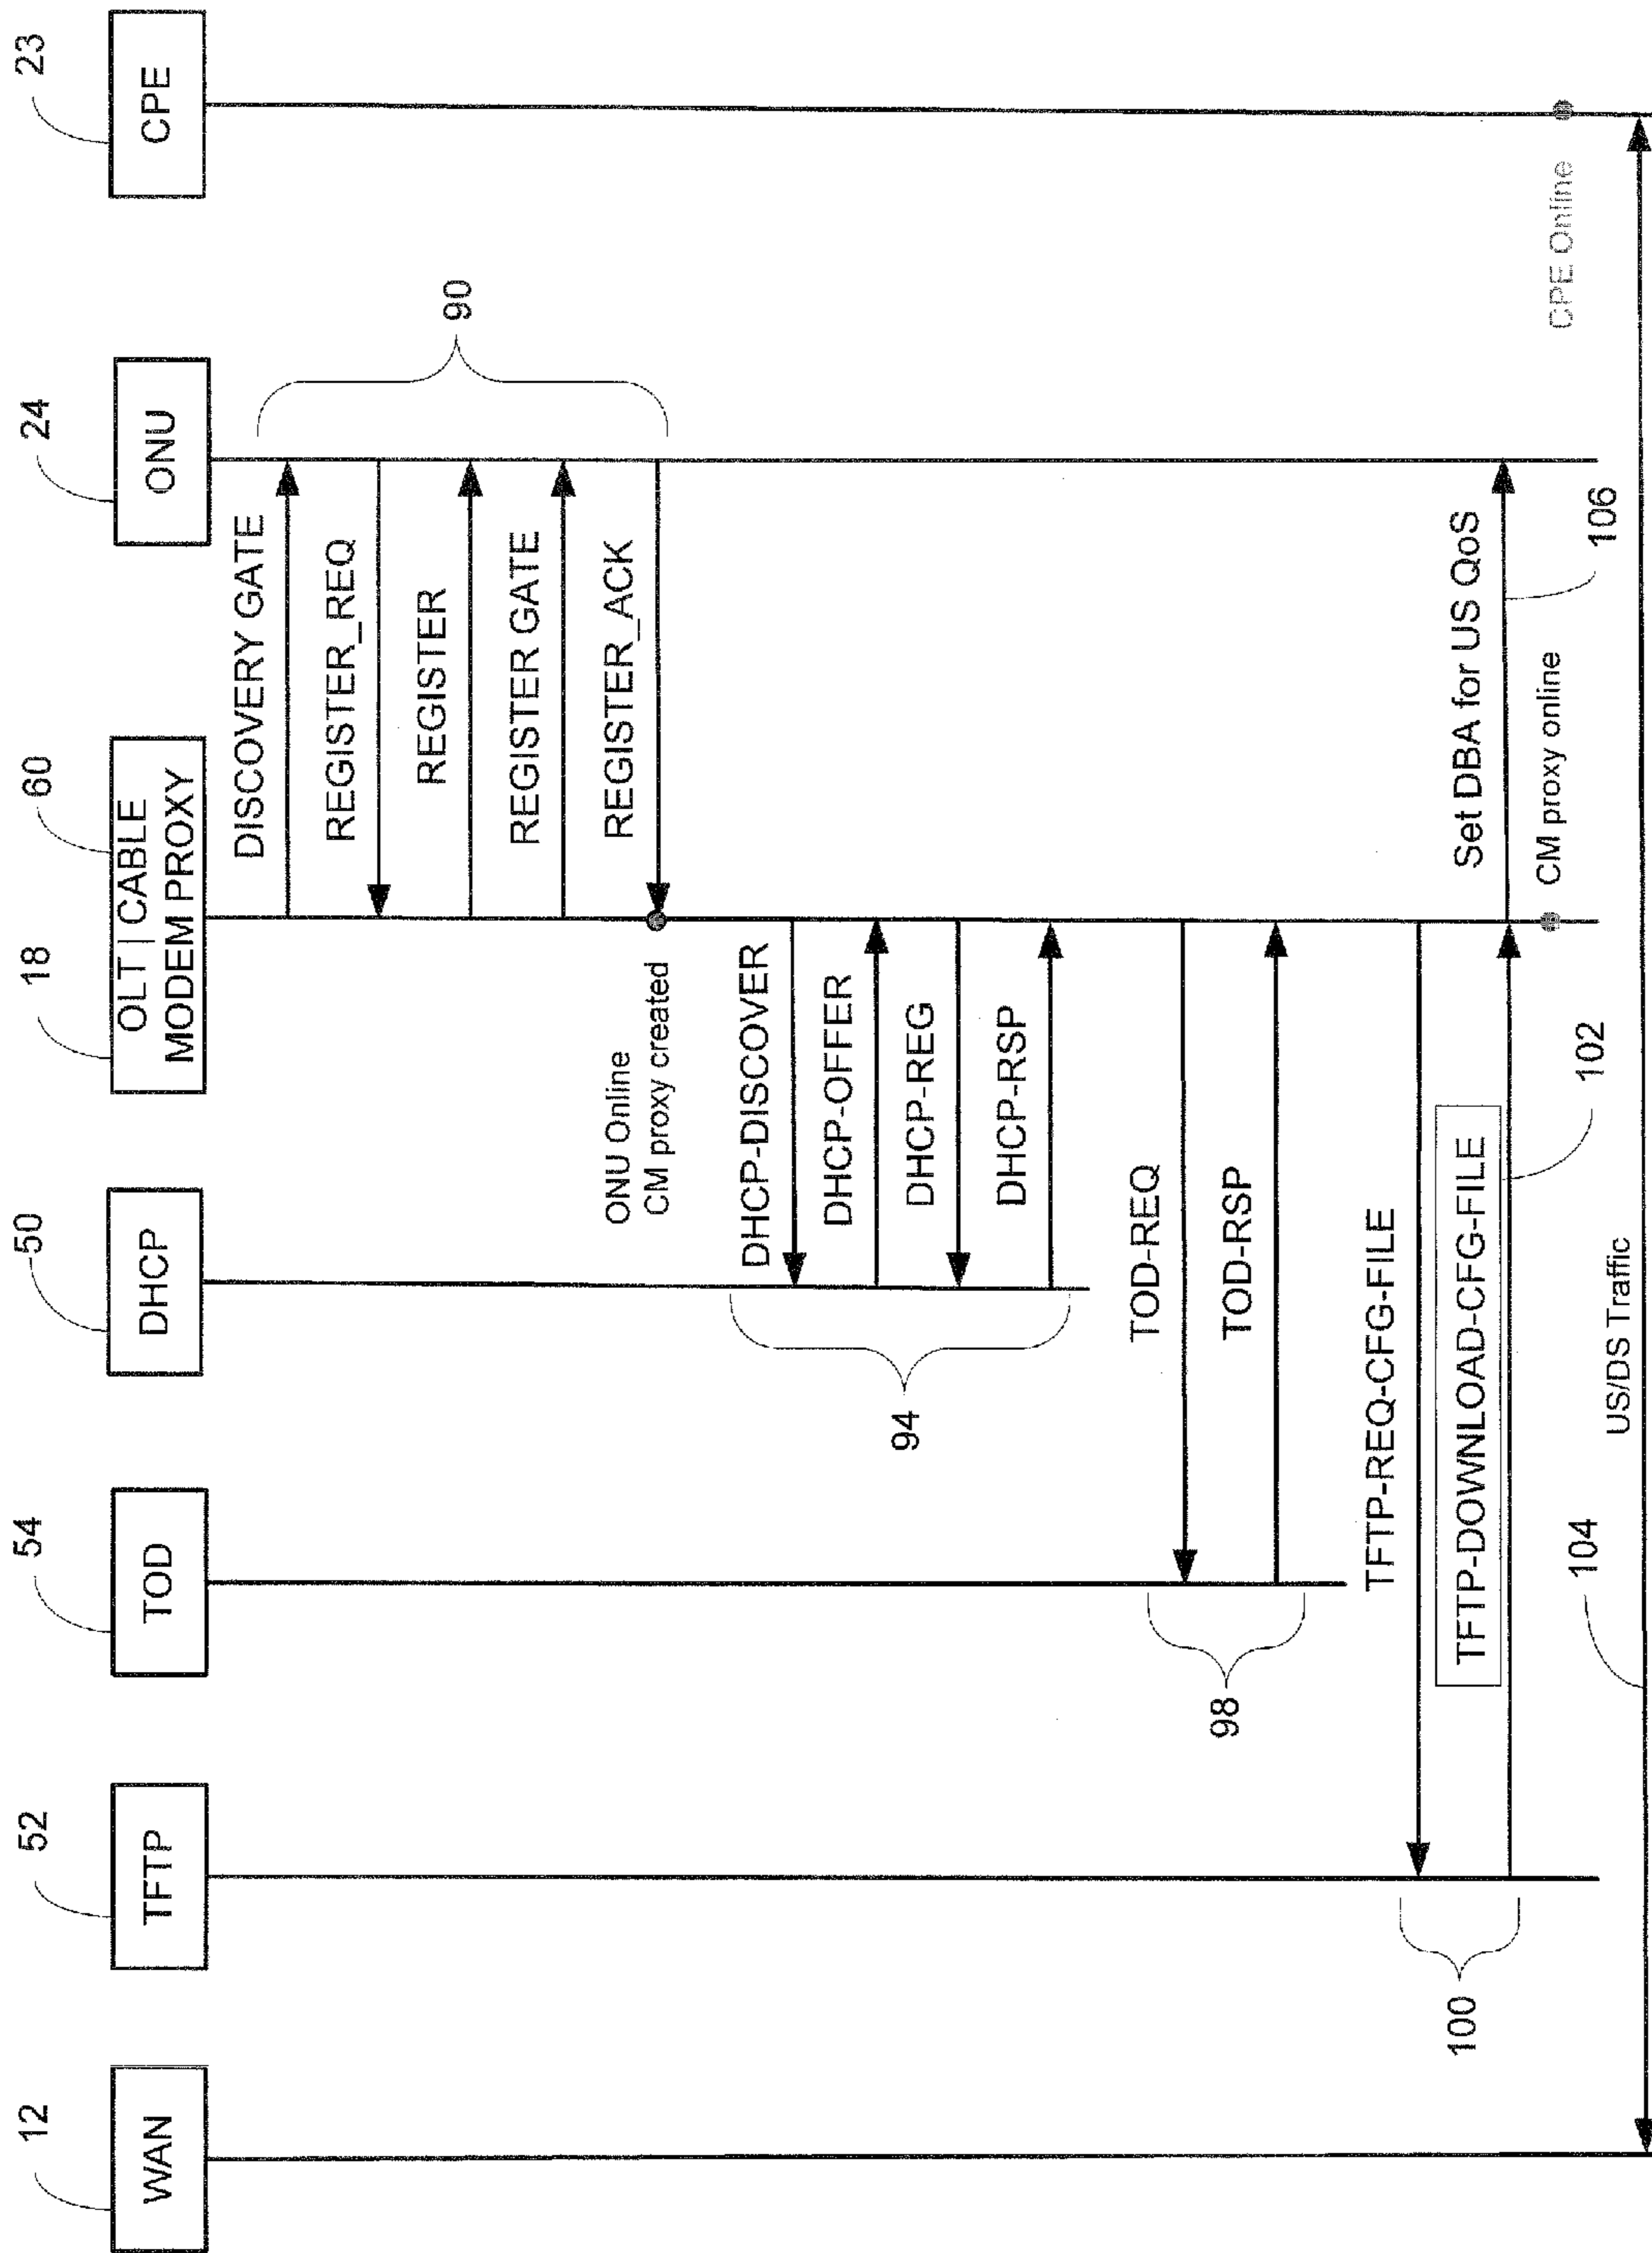 12
52
54
50
18
60
24
23
WAN
TFTP
TOD
DHCP
OLT | CABLE
MODEM PROXY
ONU
CPE
DISCOVERY GATE
REGISTER_REQ
90
REGISTER
REGISTER GATE
REGISTER_ACK
ONU Online
CM proxy created
DHCP-DISCOVER
DHCP-OFFER
94
DHCP-REG
DHCP-RSP
TOD-REQ
98
TOD-RSP
TFTP-REQ-CFG-FILE
100
TFTP-DOWNLOAD-CFG-FILE
Set DBA for US QoS
102
106
CM proxy online
CPE Online
104
US/DS Traffic